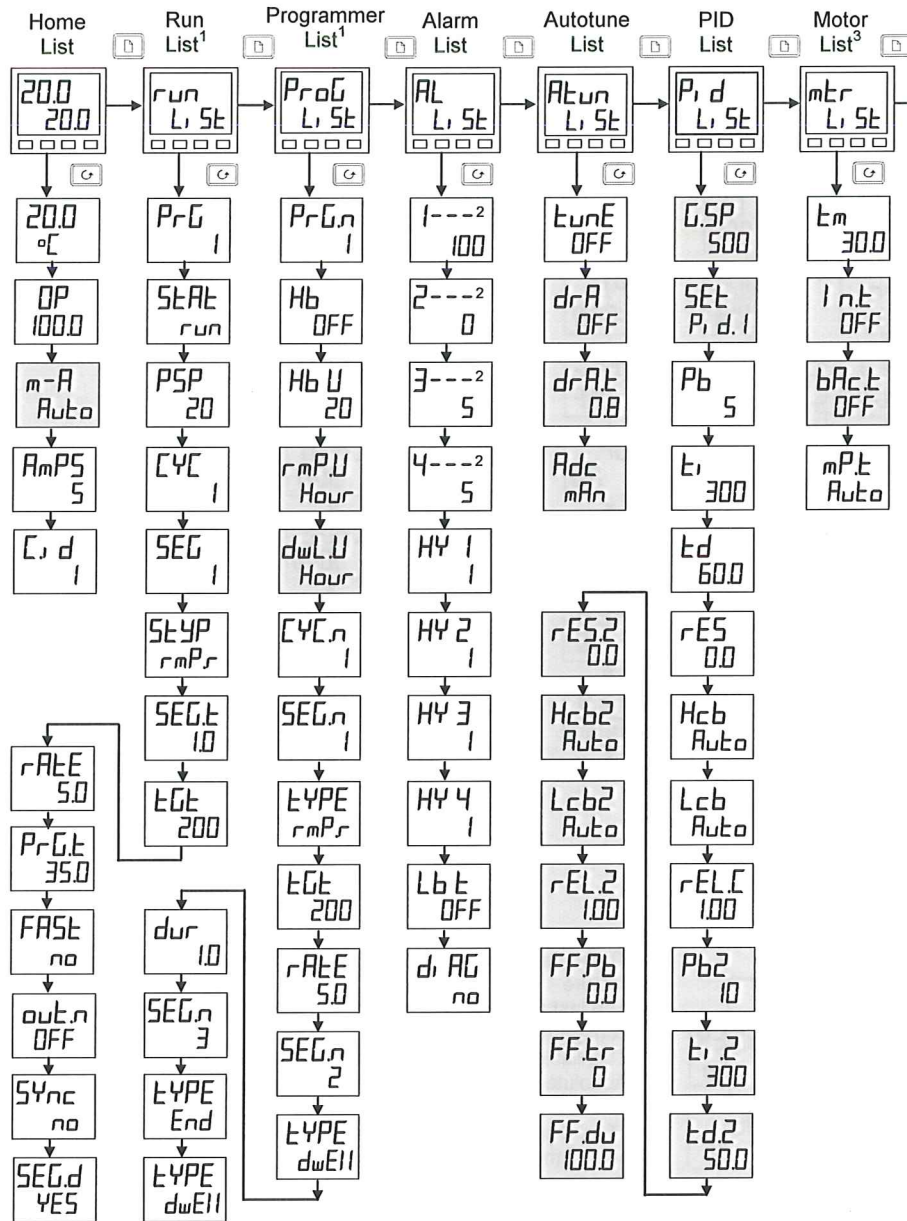 Home List
Run List¹
Programmer List¹
Alarm List
Autotune List
PID List
Motor List³
20.0
20.0
run
LiSt
ProG
LiSt
AL
LiSt
Atun
LiSt
Pid
LiSt
mtr
LiSt
20.0
°C
OP
100.0
m-A
Auto
AmPS
5
C.id
1
PrG
1
StAt
run
PSP
20
CYC
1
SEG
1
StYP
rmP.r
SEG.t
1.0
tGt
200
rAtE
5.0
PrG.t
35.0
FASt
no
out.n
OFF
SYnc
no
SEG.d
YES
PrG.n
1
Hb
OFF
Hb U
20
rmP.U
Hour
dwL.U
Hour
CYC.n
1
SEG.n
1
tYPE
rmP.r
tGt
200
rAtE
5.0
SEG.n
2
tYPE
dwEll
dur
1.0
SEG.n
3
tYPE
End
tYPE
dwEll
1---²
100
2---²
0
3---²
5
4---²
5
HY 1
1
HY 2
1
HY 3
1
HY 4
1
Lb t
OFF
diAG
no
tunE
OFF
drA
OFF
drA.t
0.8
Adc
mAn
G.SP
500
SEt
Pid.1
Pb
5
ti
300
td
60.0
rES
0.0
Hcb
Auto
Lcb
Auto
rEL.C
1.00
Pb2
10
ti.2
300
td.2
50.0
rES.2
0.0
Hcb2
Auto
Lcb2
Auto
rEL.2
1.00
FF.Pb
0.0
FF.tr
0
FF.du
100.0
tm
30.0
In.t
OFF
bAc.t
OFF
mP.t
Auto